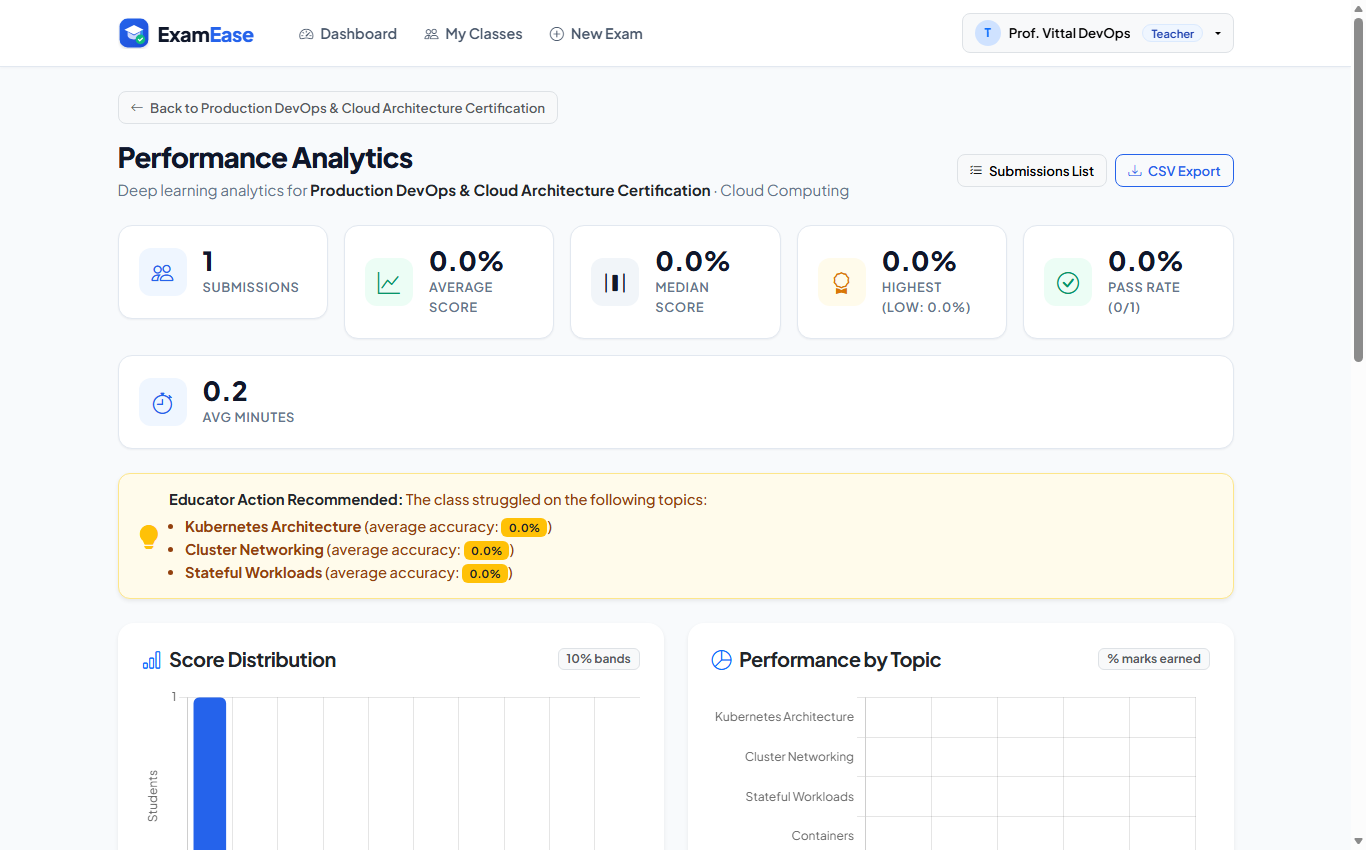 ExamEase
Dashboard
My Classes
New Exam
T
Prof. Vittal DevOps
Teacher
← Back to Production DevOps & Cloud Architecture Certification
Performance Analytics
Deep learning analytics for Production DevOps & Cloud Architecture Certification · Cloud Computing
Submissions List
CSV Export
1
SUBMISSIONS
0.0%
AVERAGE
SCORE
0.0%
MEDIAN
SCORE
0.0%
HIGHEST
(LOW: 0.0%)
0.0%
PASS RATE
(0/1)
0.2
AVG MINUTES
Educator Action Recommended: The class struggled on the following topics:
• Kubernetes Architecture (average accuracy: 0.0%)
• Cluster Networking (average accuracy: 0.0%)
• Stateful Workloads (average accuracy: 0.0%)
Score Distribution
10% bands
1
Students
Performance by Topic
% marks earned
Kubernetes Architecture
Cluster Networking
Stateful Workloads
Containers